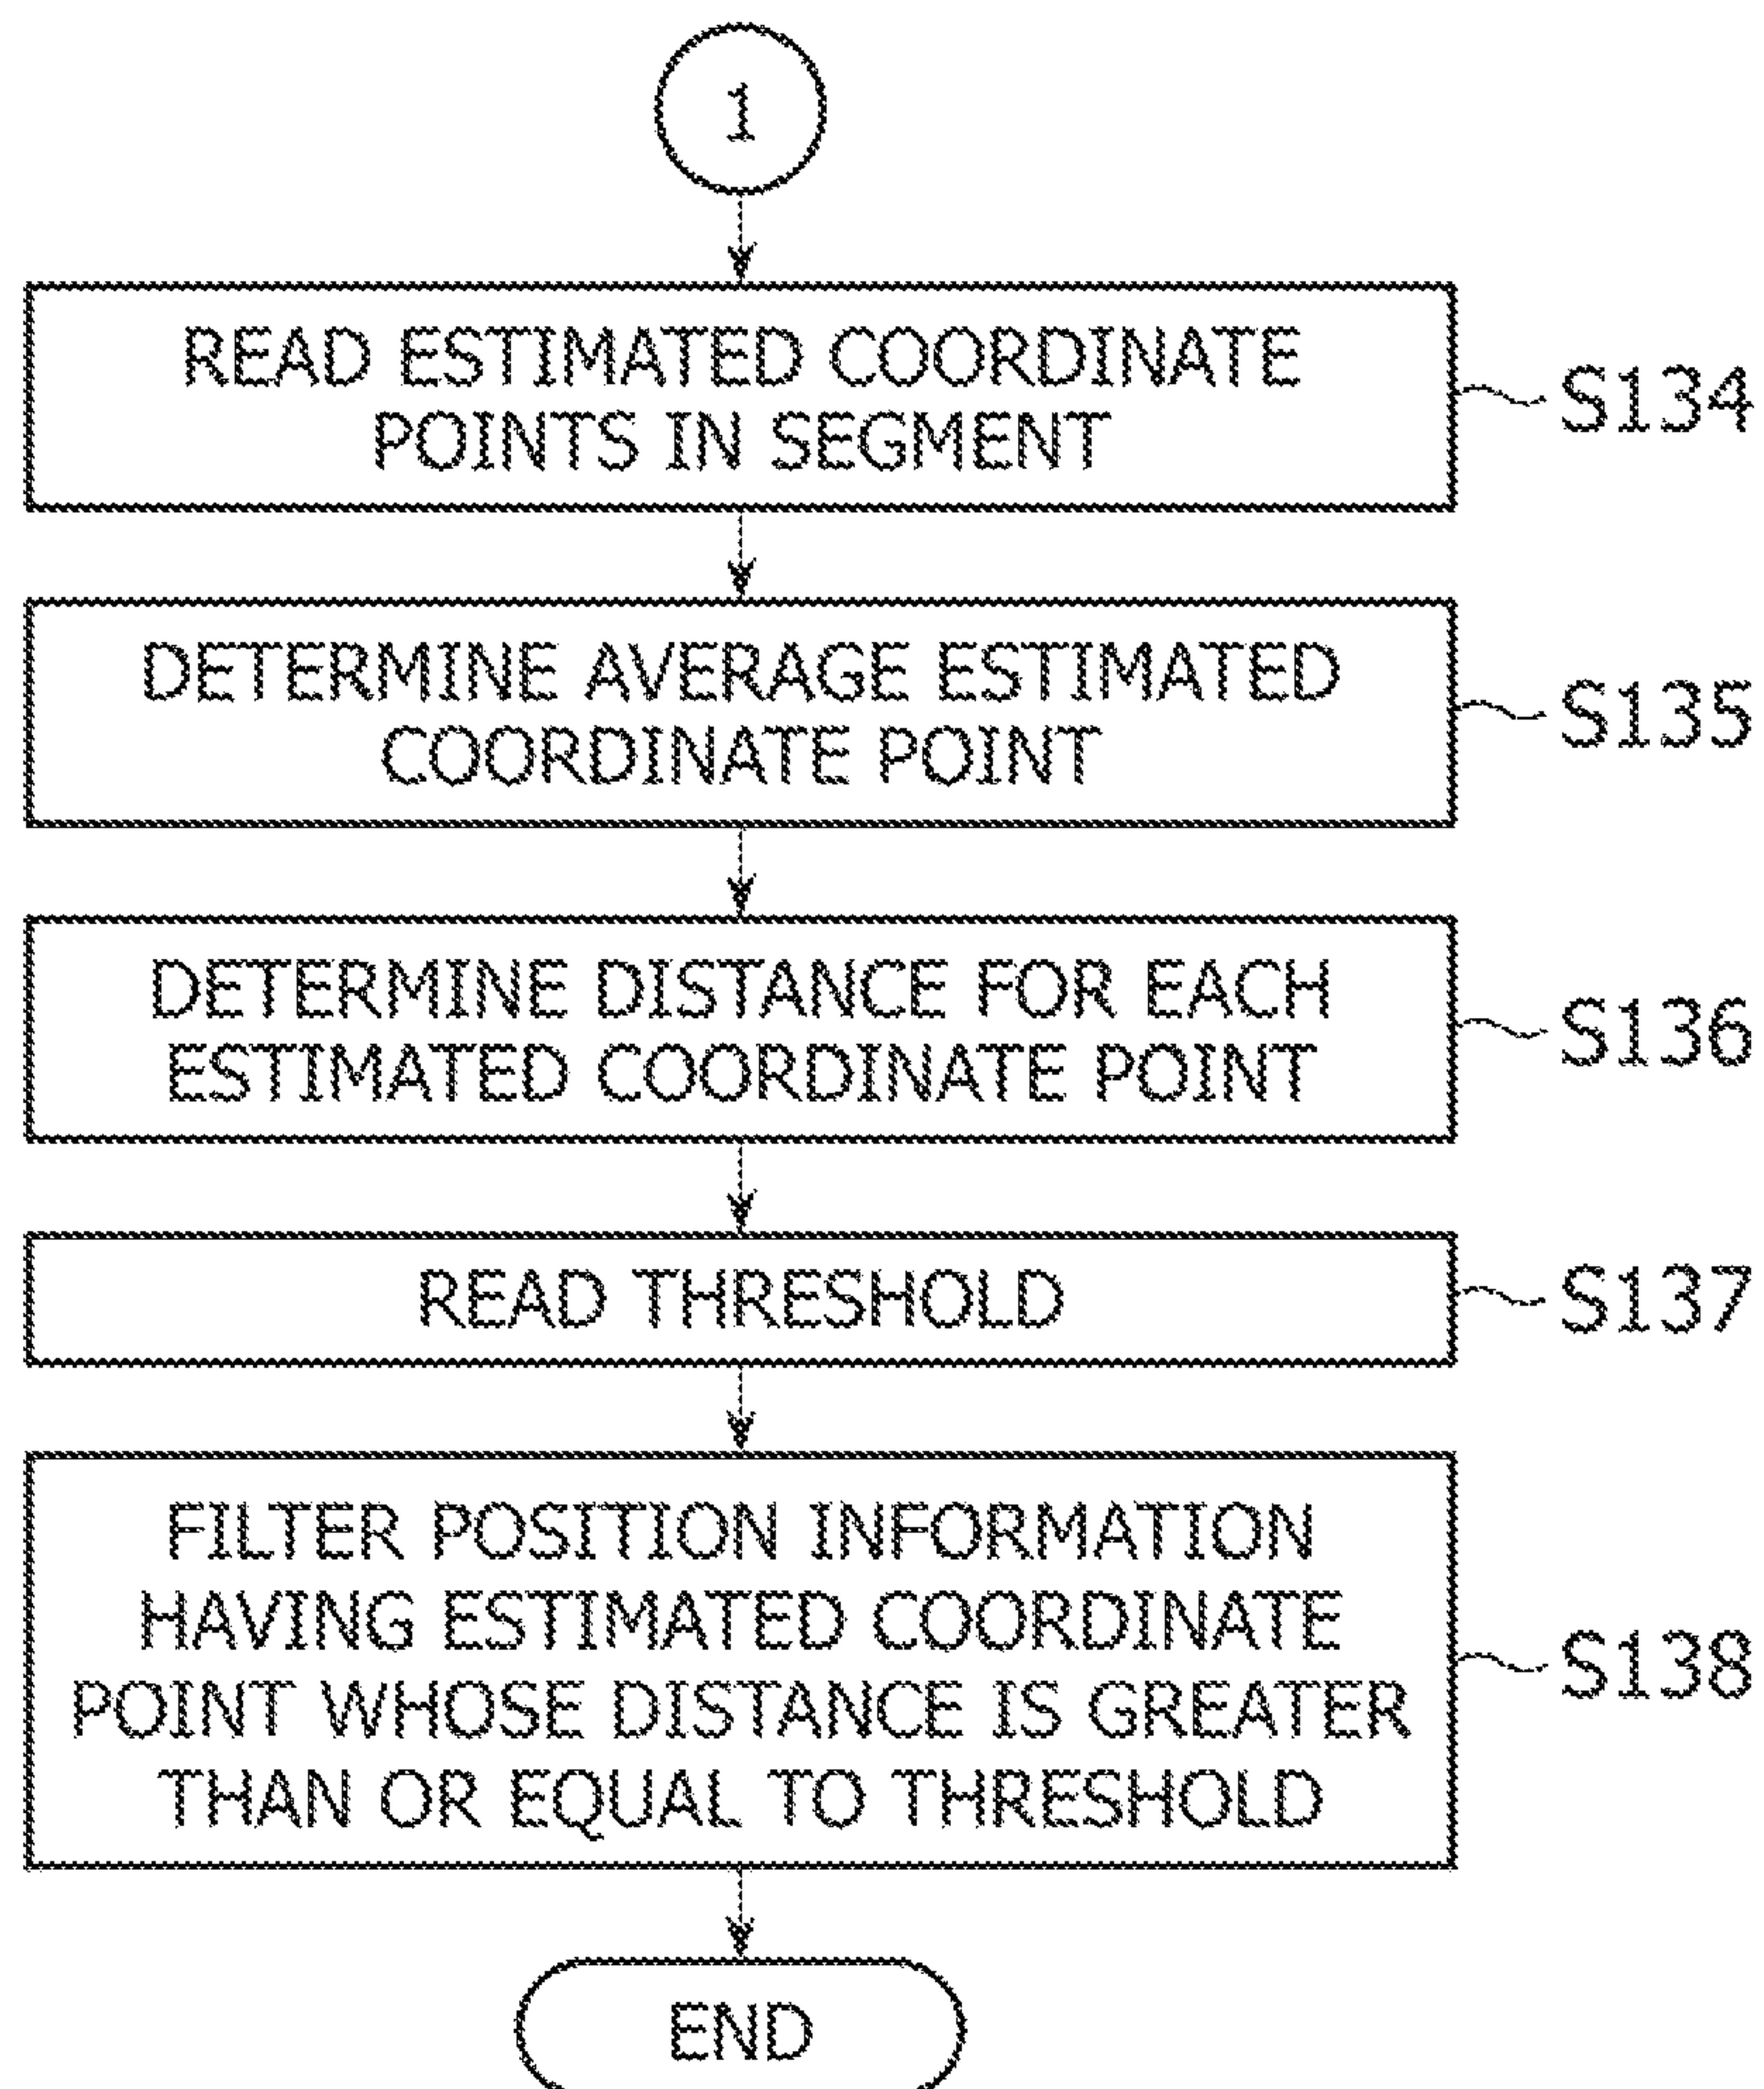 1
READ ESTIMATED COORDINATE
POINTS IN SEGMENT
S134
DETERMINE AVERAGE ESTIMATED
COORDINATE POINT
S135
DETERMINE DISTANCE FOR EACH
ESTIMATED COORDINATE POINT
S136
READ THRESHOLD
S137
FILTER POSITION INFORMATION
HAVING ESTIMATED COORDINATE
POINT WHOSE DISTANCE IS GREATER
THAN OR EQUAL TO THRESHOLD
S138
END